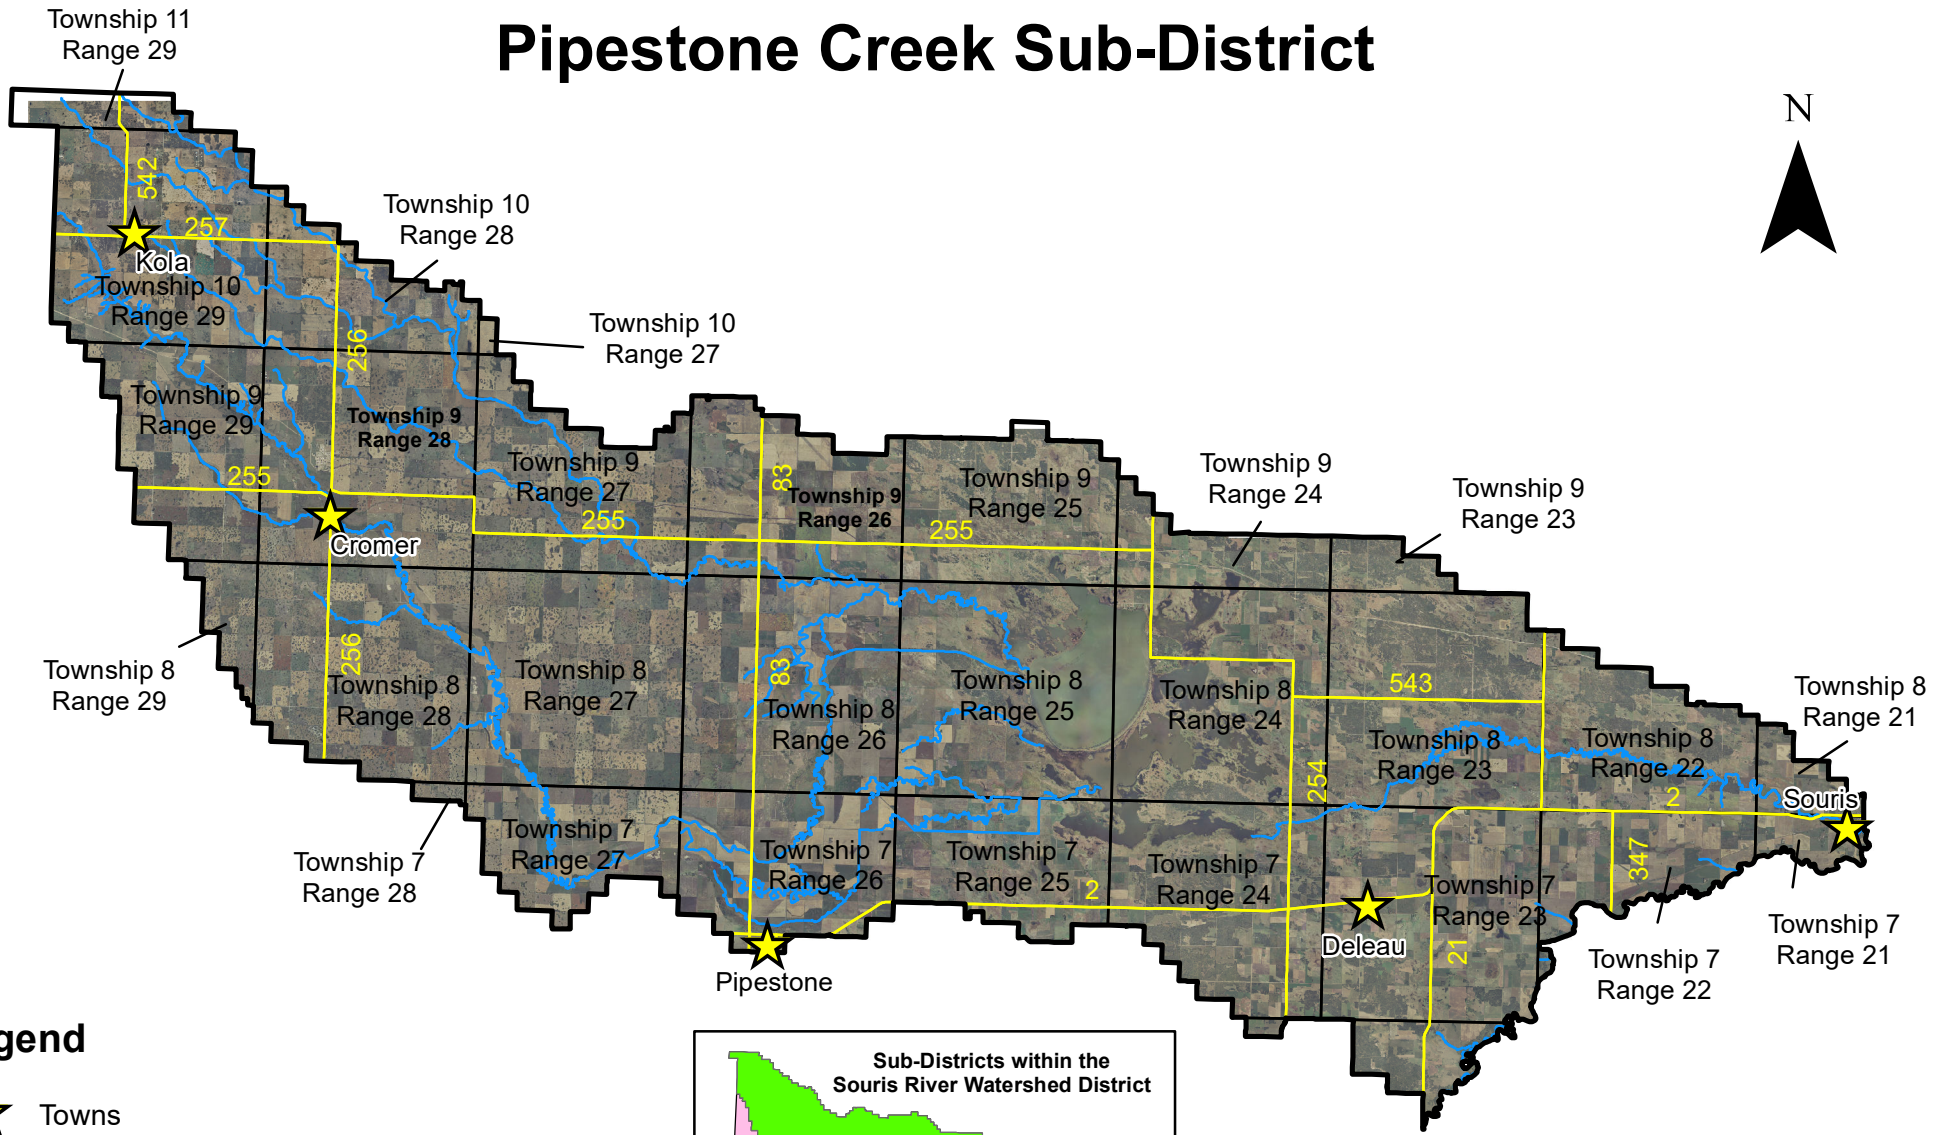 Pipestone Creek Sub-District
Township 11
Range 29
N
542
257
Kola
Township 10
Range 29
Township 10
Range 28
Township 10
Range 27
256
Township 9
Range 29
Township 9
Range 28
Township 9
Range 27
255
255
Cromer
83
Township 9
Range 26
Township 9
Range 25
255
Township 9
Range 24
Township 9
Range 23
Township 8
Range 29
256
Township 8
Range 28
Township 8
Range 27
83
Township 8
Range 26
Township 8
Range 25
Township 8
Range 24
543
254
Township 8
Range 23
Township 8
Range 22
Township 8
Range 21
2
Souris
Township 7
Range 28
Township 7
Range 27
Township 7
Range 26
Township 7
Range 25
2
Township 7
Range 24
Township 7
Range 23
347
Deleau
21
Township 7
Range 22
Township 7
Range 21
Pipestone
gend
Towns
Sub-Districts within the
Souris River Watershed District